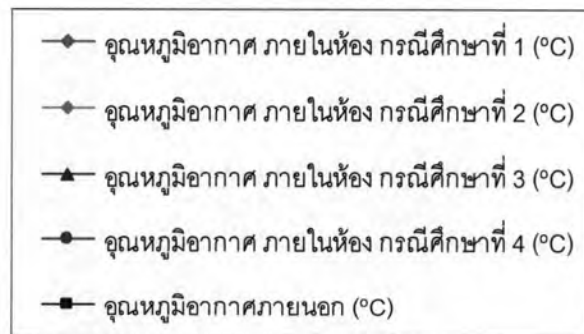 อุณหภูมิอากาศ ภายในห้อง กรณีศึกษาที่ 1 (ºC)
อุณหภูมิอากาศ ภายในห้อง กรณีศึกษาที่ 2 (ºC)
อุณหภูมิอากาศ ภายในห้อง กรณีศึกษาที่ 3 (ºC)
อุณหภูมิอากาศ ภายในห้อง กรณีศึกษาที่ 4 (ºC)
อุณหภูมิอากาศภายนอก (ºC)